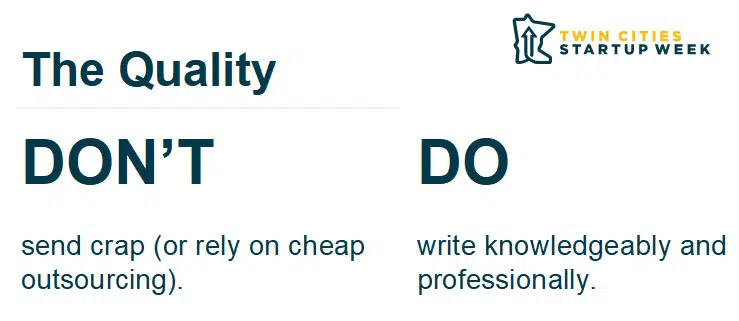 TWIN CITIES
STARTUP WEEK
The Quality
DON’T
send crap (or rely on cheap
outsourcing).
DO
write knowledgeably and
professionally.